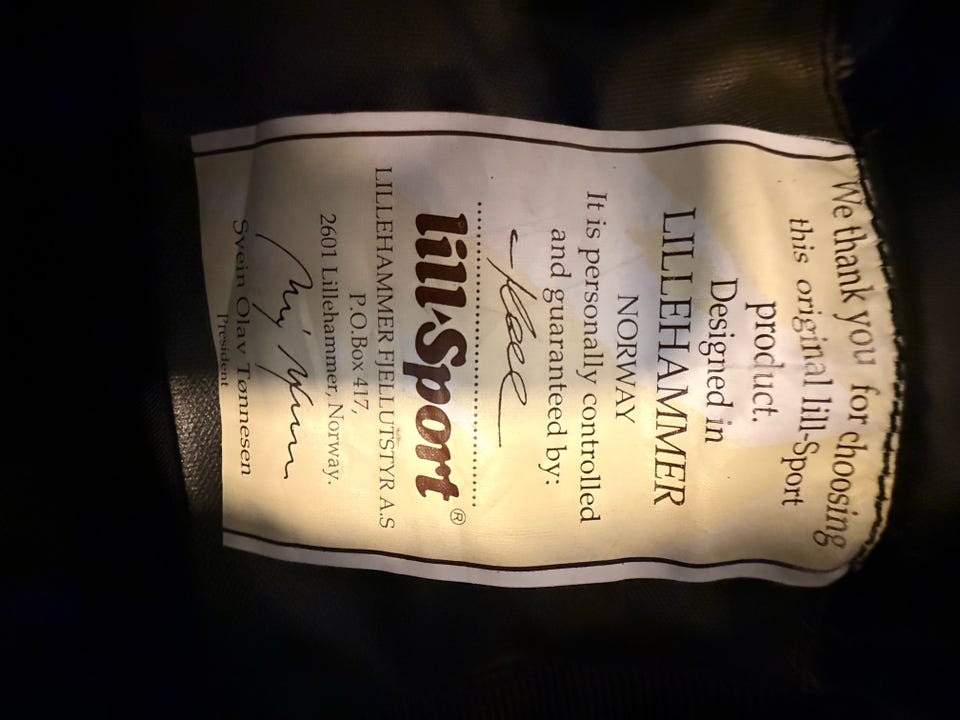 We thank you for choosing
this original lill-Sport
product.
Designed in
LILLEHAMMER
NORWAY
It is personally controlled
and guaranteed by:
lill-Sport®
LILLEHAMMER FJELLUTSTYR A.S
P.O.Box 417,
2601 Lillehammer, Norway.
Svein Olav Tønnesen
President